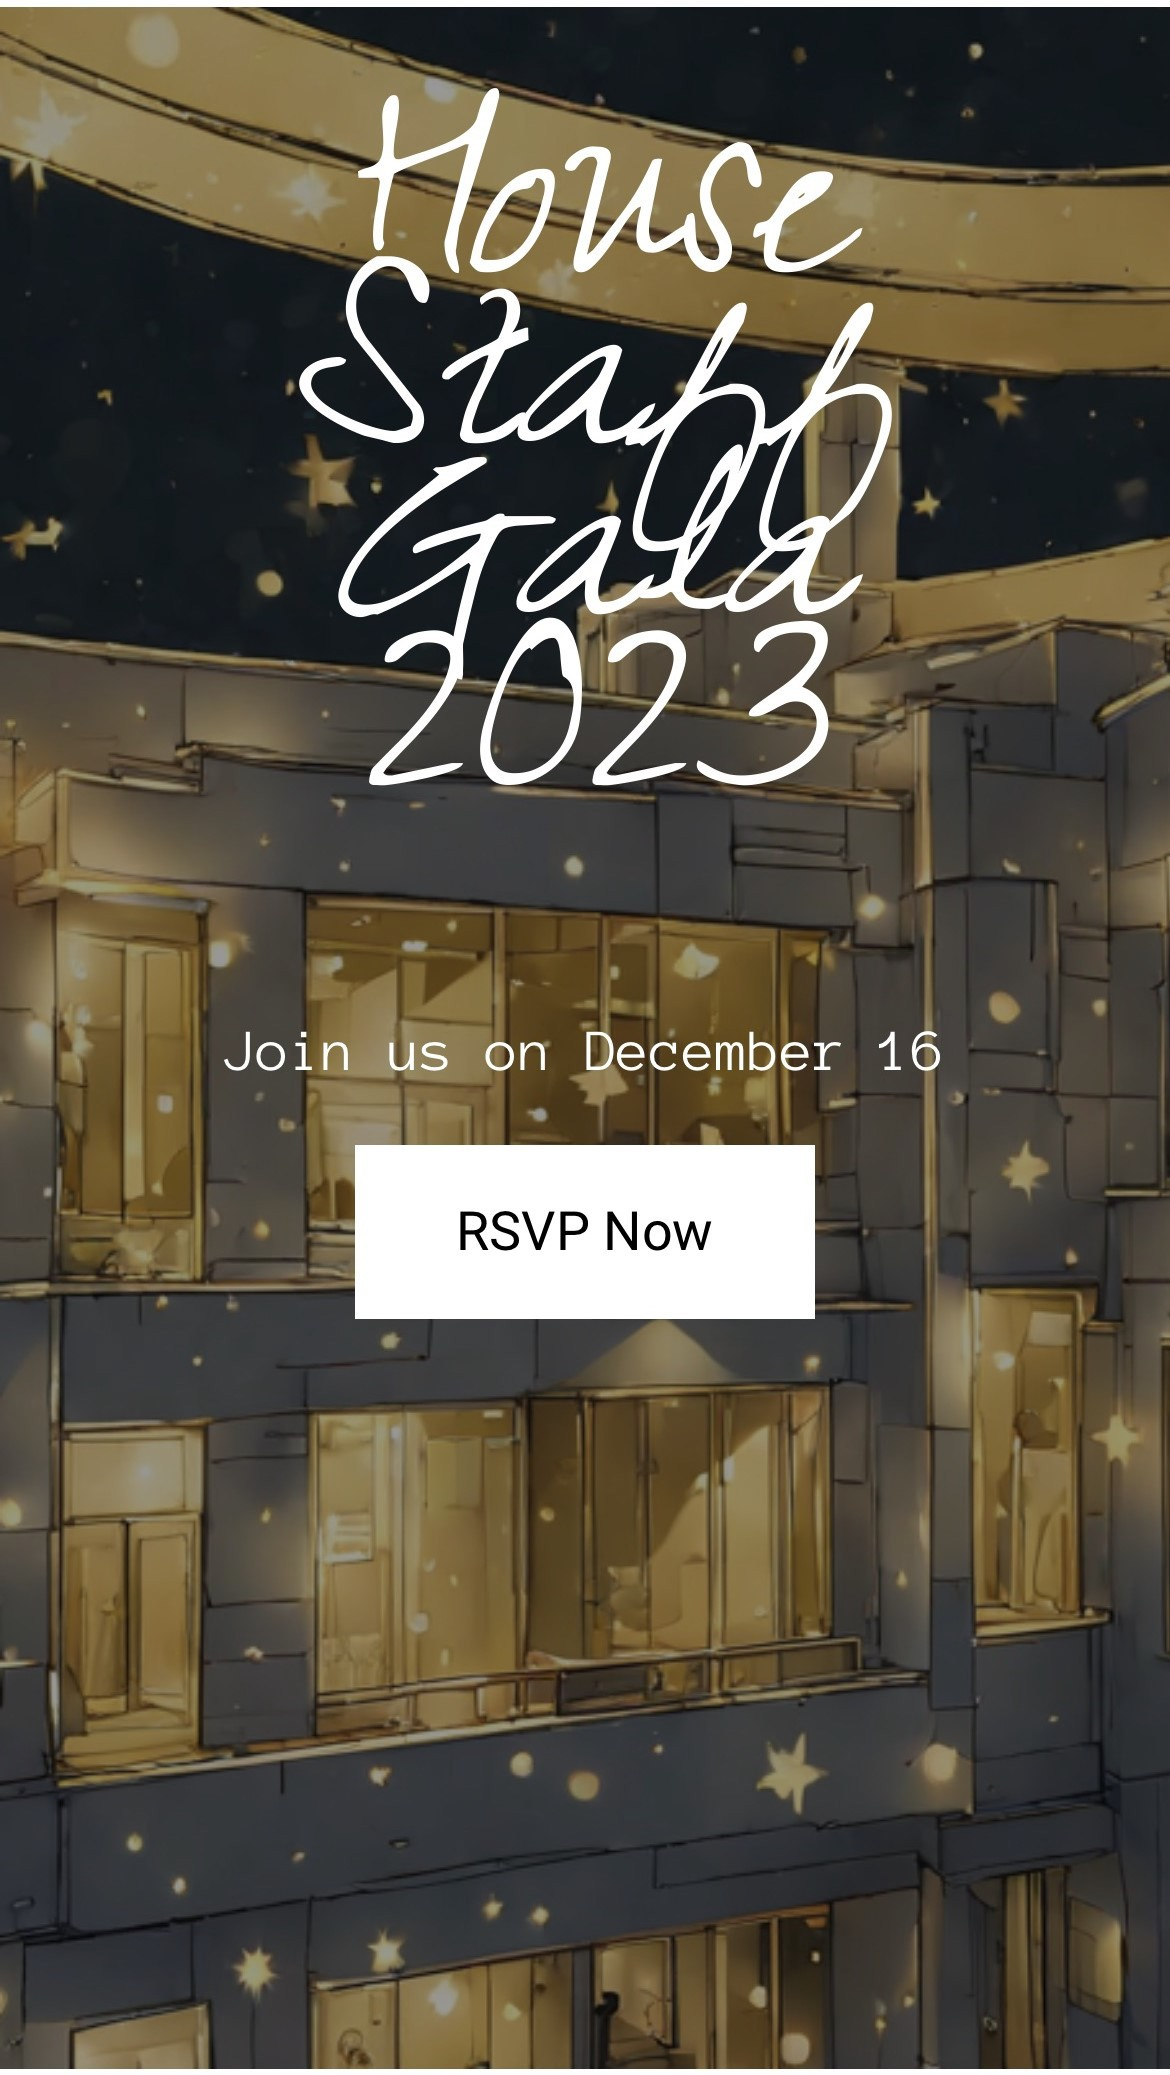 House
Staff
Gala
2023
Join us on December 16
RSVP Now